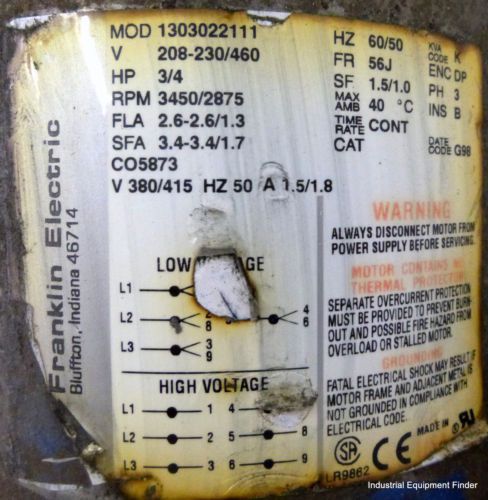 MOD 1303022111
V 208-230/460
HP 3/4
RPM 3450/2875
FLA 2.6-2.6/1.3
SFA 3.4-3.4/1.7
CO5873
V 380/415 HZ 50 A 1.5/1.8
HZ 60/50
FR 56J
SF 1.5/1.0
MAX AMB 40 °C
TIME RATE CONT
CAT
KVA CODE K
ENC DP
PH 3
INS B
DATE CODE G98
Franklin Electric
Bluffton, Indiana 46714
LOW
L1
L2 8
L3 3
9
4
6
HIGH VOLTAGE
L1 1 4
L2 2 5 8
L3 3 6 9
WARNING
ALWAYS DISCONNECT MOTOR FROM
POWER SUPPLY BEFORE SERVICING.
MOTOR CONTAINS NO
THERMAL PROTECTOR
SEPARATE OVERCURRENT PROTECTION
MUST BE PROVIDED TO PREVENT BURN-
OUT AND POSSIBLE FIRE HAZARD FROM
OVERLOAD OR STALLED MOTOR.
GROUNDING
FATAL ELECTRICAL SHOCK MAY RESULT IF
MOTOR FRAME AND ADJACENT METAL IS
NOT GROUNDED IN COMPLIANCE WITH
ELECTRICAL CODE.
MADE IN
SA CE
LR9862
Industrial Equipment Finder